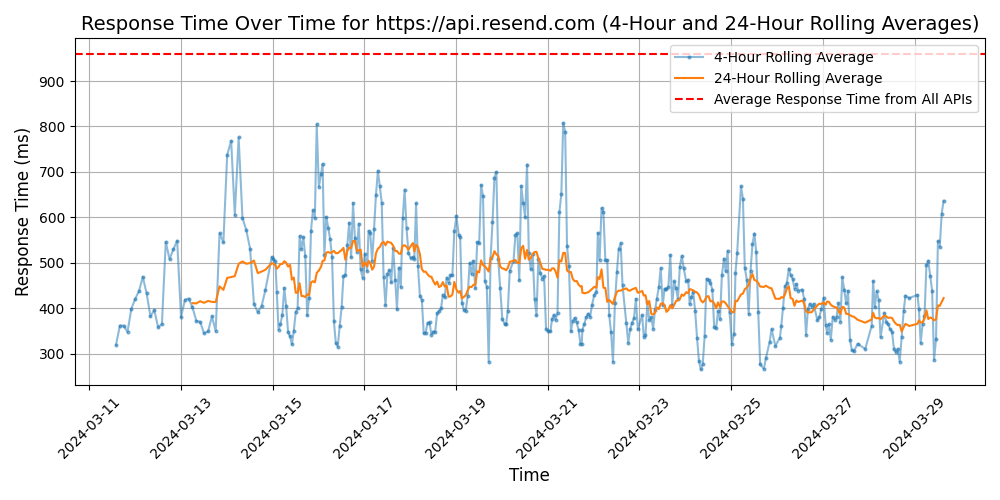 Response Time Over Time for https://api.resend.com (4-Hour and 24-Hour Rolling Averages)
4-Hour Rolling Average
24-Hour Rolling Average
Average Response Time from All APIs
Response Time (ms)
900
800
700
600
500
400
300
2024-03-11
2024-03-13
2024-03-15
2024-03-17
2024-03-19
2024-03-21
2024-03-23
2024-03-25
2024-03-27
2024-03-29
Time